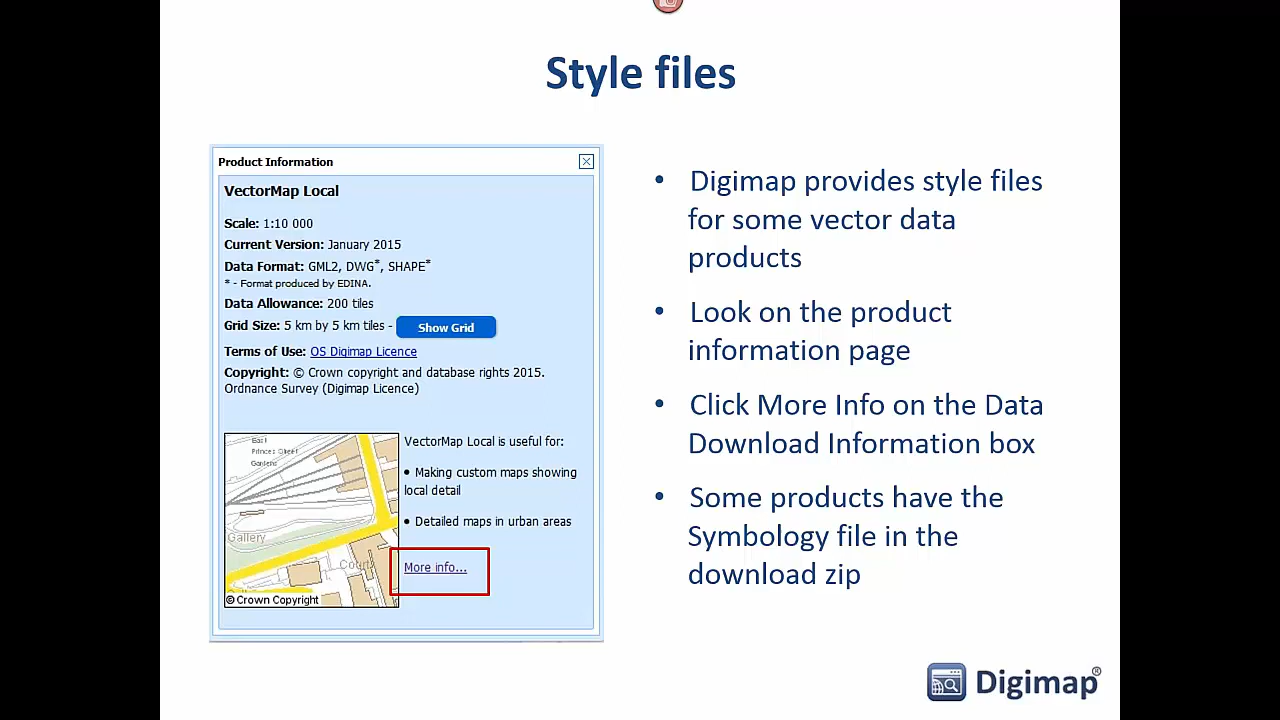 Style files
Product Information
VectorMap Local
Scale: 1:10 000
Current Version: January 2015
Data Format: GML2, DWG*, SHAPE*
* - Format produced by EDINA.
Data Allowance: 200 tiles
Grid Size: 5 km by 5 km tiles - Show Grid
Terms of Use: OS Digimap Licence
Copyright: © Crown copyright and database rights 2015.
Ordnance Survey (Digimap Licence)
East
Princes Street
Gardens
Gallery
Court
© Crown Copyright
VectorMap Local is useful for:
• Making custom maps showing
local detail
• Detailed maps in urban areas
More info...
• Digimap provides style files
for some vector data
products
• Look on the product
information page
• Click More Info on the Data
Download Information box
• Some products have the
Symbology file in the
download zip
Digimap®